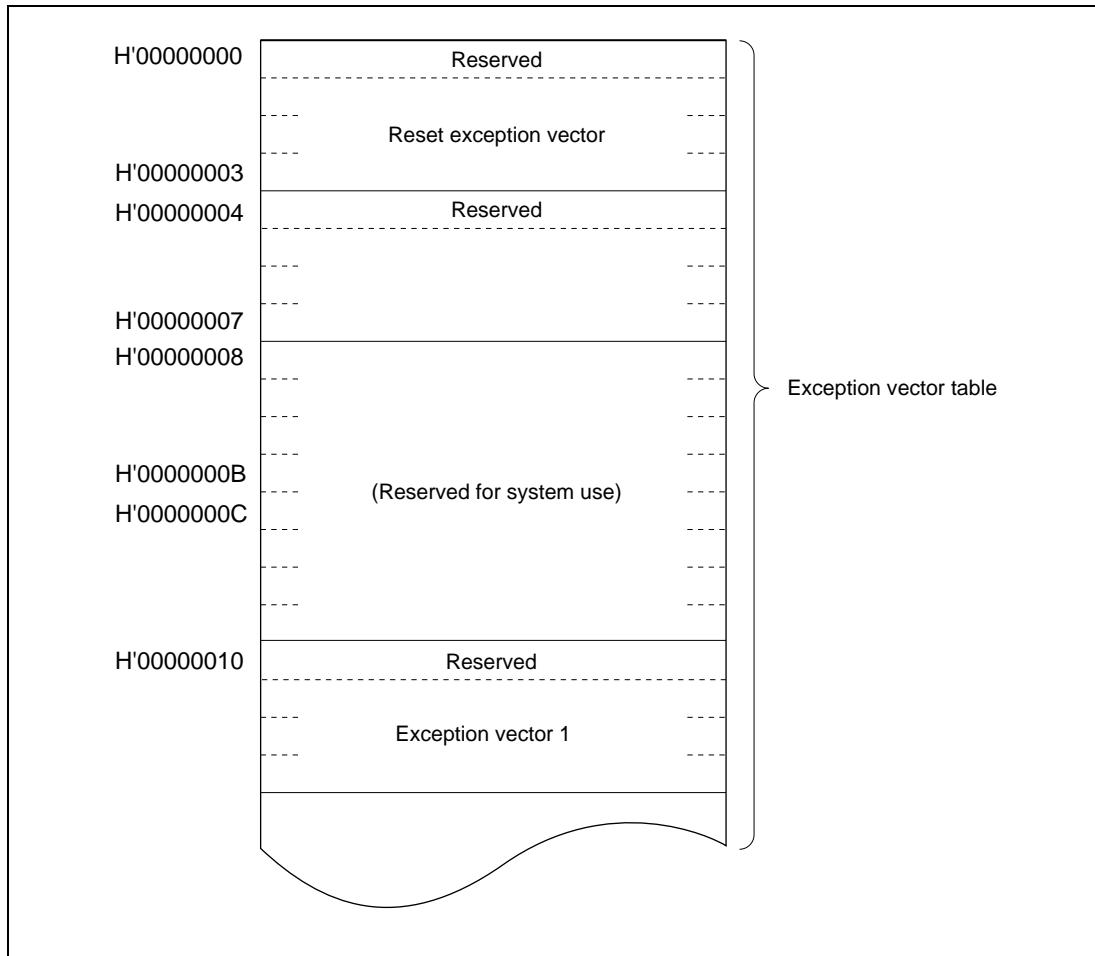 H'00000000
Reserved
Reset exception vector
H'00000003
H'00000004
Reserved
H'00000007
H'00000008
Exception vector table
H'0000000B
(Reserved for system use)
H'0000000C
H'00000010
Reserved
Exception vector 1